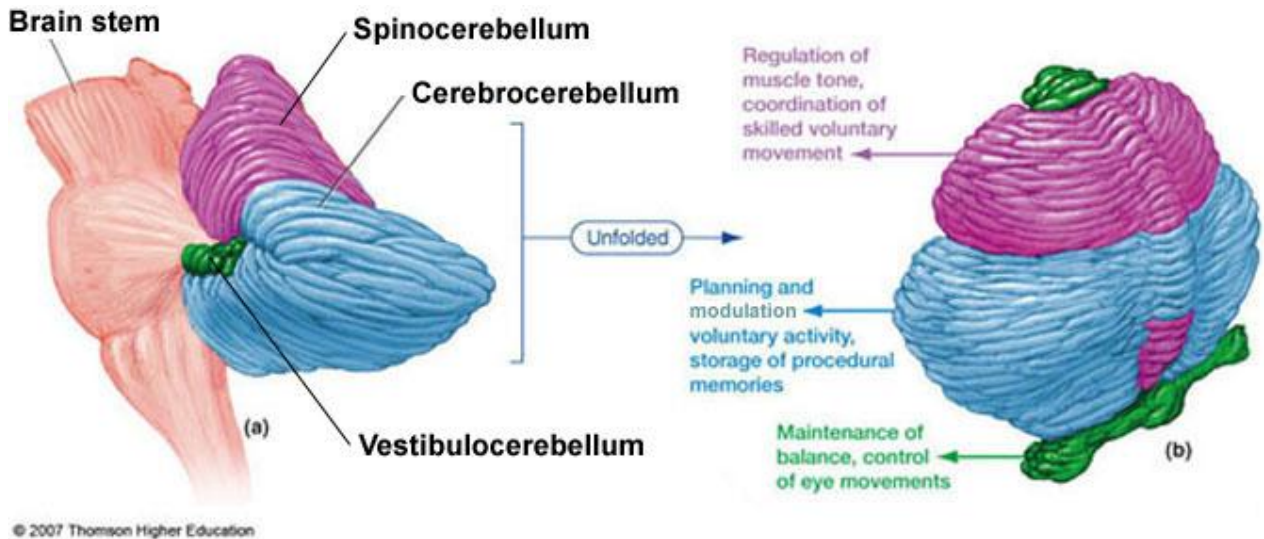 Brain stem
Spinocerebellum
Cerebrocerebellum
Vestibulocerebellum
(a)
Unfolded
Regulation of
muscle tone,
coordination of
skilled voluntary
movement
Planning and
modulation
voluntary activity,
storage of procedural
memories
Maintenance of
balance, control
of eye movements
(b)
© 2007 Thomson Higher Education